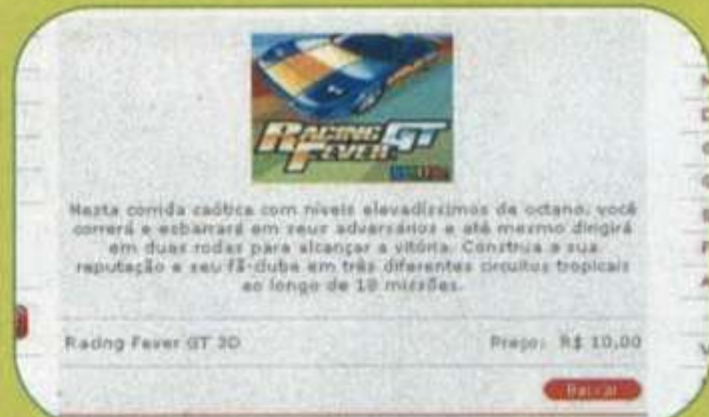 RACING
FEVER GT
Nesta corrida caótica com níveis elevadíssimos de octano, você
correrá e esbarrará em seus adversários e até mesmo dirigirá
em duas rodas para alcançar a vitória. Construa a sua
reputação e seu fã-clube em três diferentes circuitos tropicais
ao longo de 18 missões.
Racing Fever GT 3D
Preço: R$ 10,00
Baixar